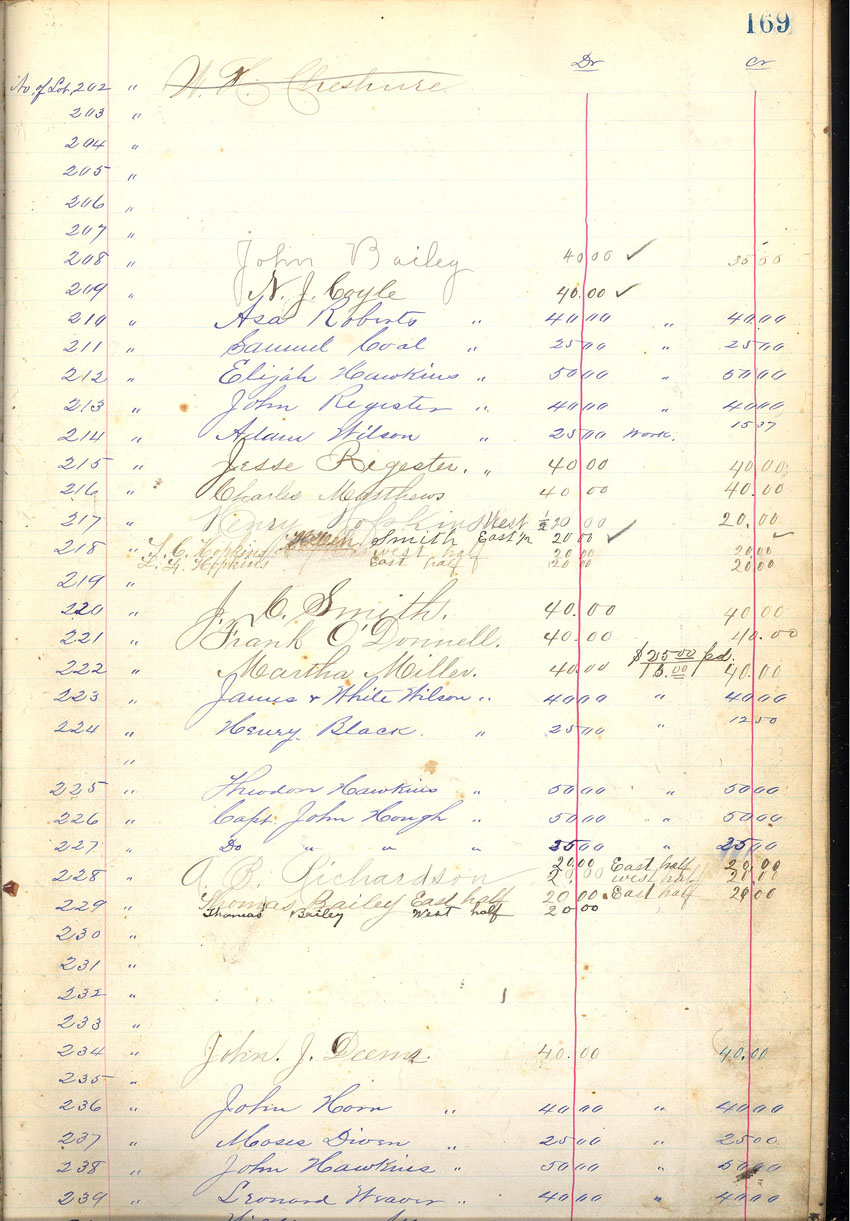 169
Dr Cr
No. of Lot. 202 " W. H. Cheshure
203 "
204 "
205 "
206 "
207 "
208 " John Bailey 40 00 ✓ 35 00
209 " N. J. Coyle 40.00 ✓
210 " Asa Roberts " 40 00 " 40 00
211 " Samuel Coal " 25 00 " 25 00
212 " Elijah Hawkins " 50 00 " 50 00
213 " John Register " 40 00 " 40 00
214 " Adam Wilson " 25 00 Work. 15 37
215 " Jesse Regester. " 40 00 40 00
216 " Charles Matthews 40 00 40.00
217 " Henry Hopkins West 1/2 20 00 20.00
Smith East 1/2 20 00 ✓
218 " L. C. Hopkins west half 20 00 20 00 ✓
L. G. Hopkins East half 20 00 20.00
219 "
220 " J. C. Smith. 40.00 40 00
221 " Frank O'Donnell. 40.00 40.00
222 " Martha Miller. 40.00 $25 00 pd. 15.00 40.00
223 " James & White Wilson " 40 00 " 40 00
224 " Henry Black. " 25 00 " 12 50
"
225 " Theodon Hawkins " 50 00 " 50 00
226 " Capt. John Hough " 50 00 " 50 00
227 " Do " " " 25 00 " 25 00
228 " A. B. Richardson 20.00 East half 20.00
20.00 west half 20.00
229 " Thomas Bailey East half 20 00 East half 20 00
Thomas Bailey West half 20 00
230 "
231 "
232 "
233 "
234 " John. J. Deems. 40.00 40.00
235 "
236 " John Horn " 40 00 " 40 00
237 " Moses Diven " 25 00 " 25 00
238 " John Hawkins " 50 00 " 50 00
239 " Leonard Weaver " 40 00 " 40 00